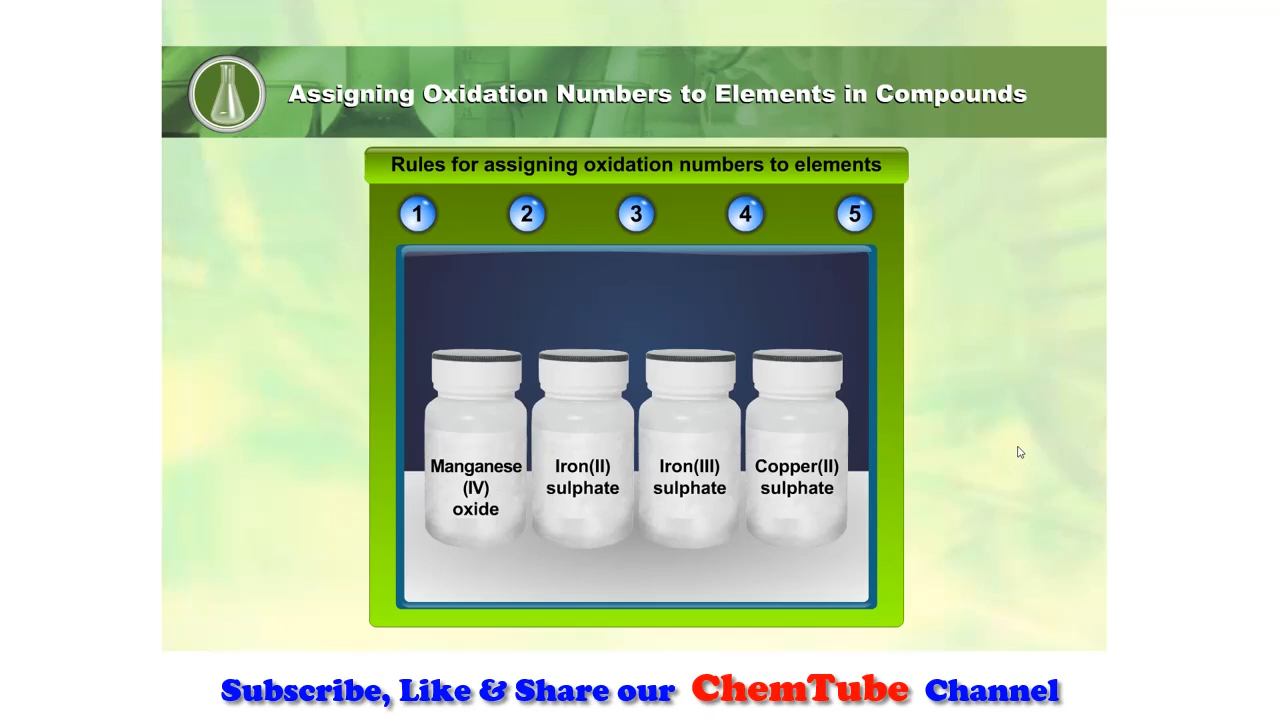 Assigning Oxidation Numbers to Elements in Compounds
Rules for assigning oxidation numbers to elements
1 2 3 4 5
Manganese
(IV)
oxide
Iron(II)
sulphate
Iron(III)
sulphate
Copper(II)
sulphate
Subscribe, Like & Share our ChemTube Channel